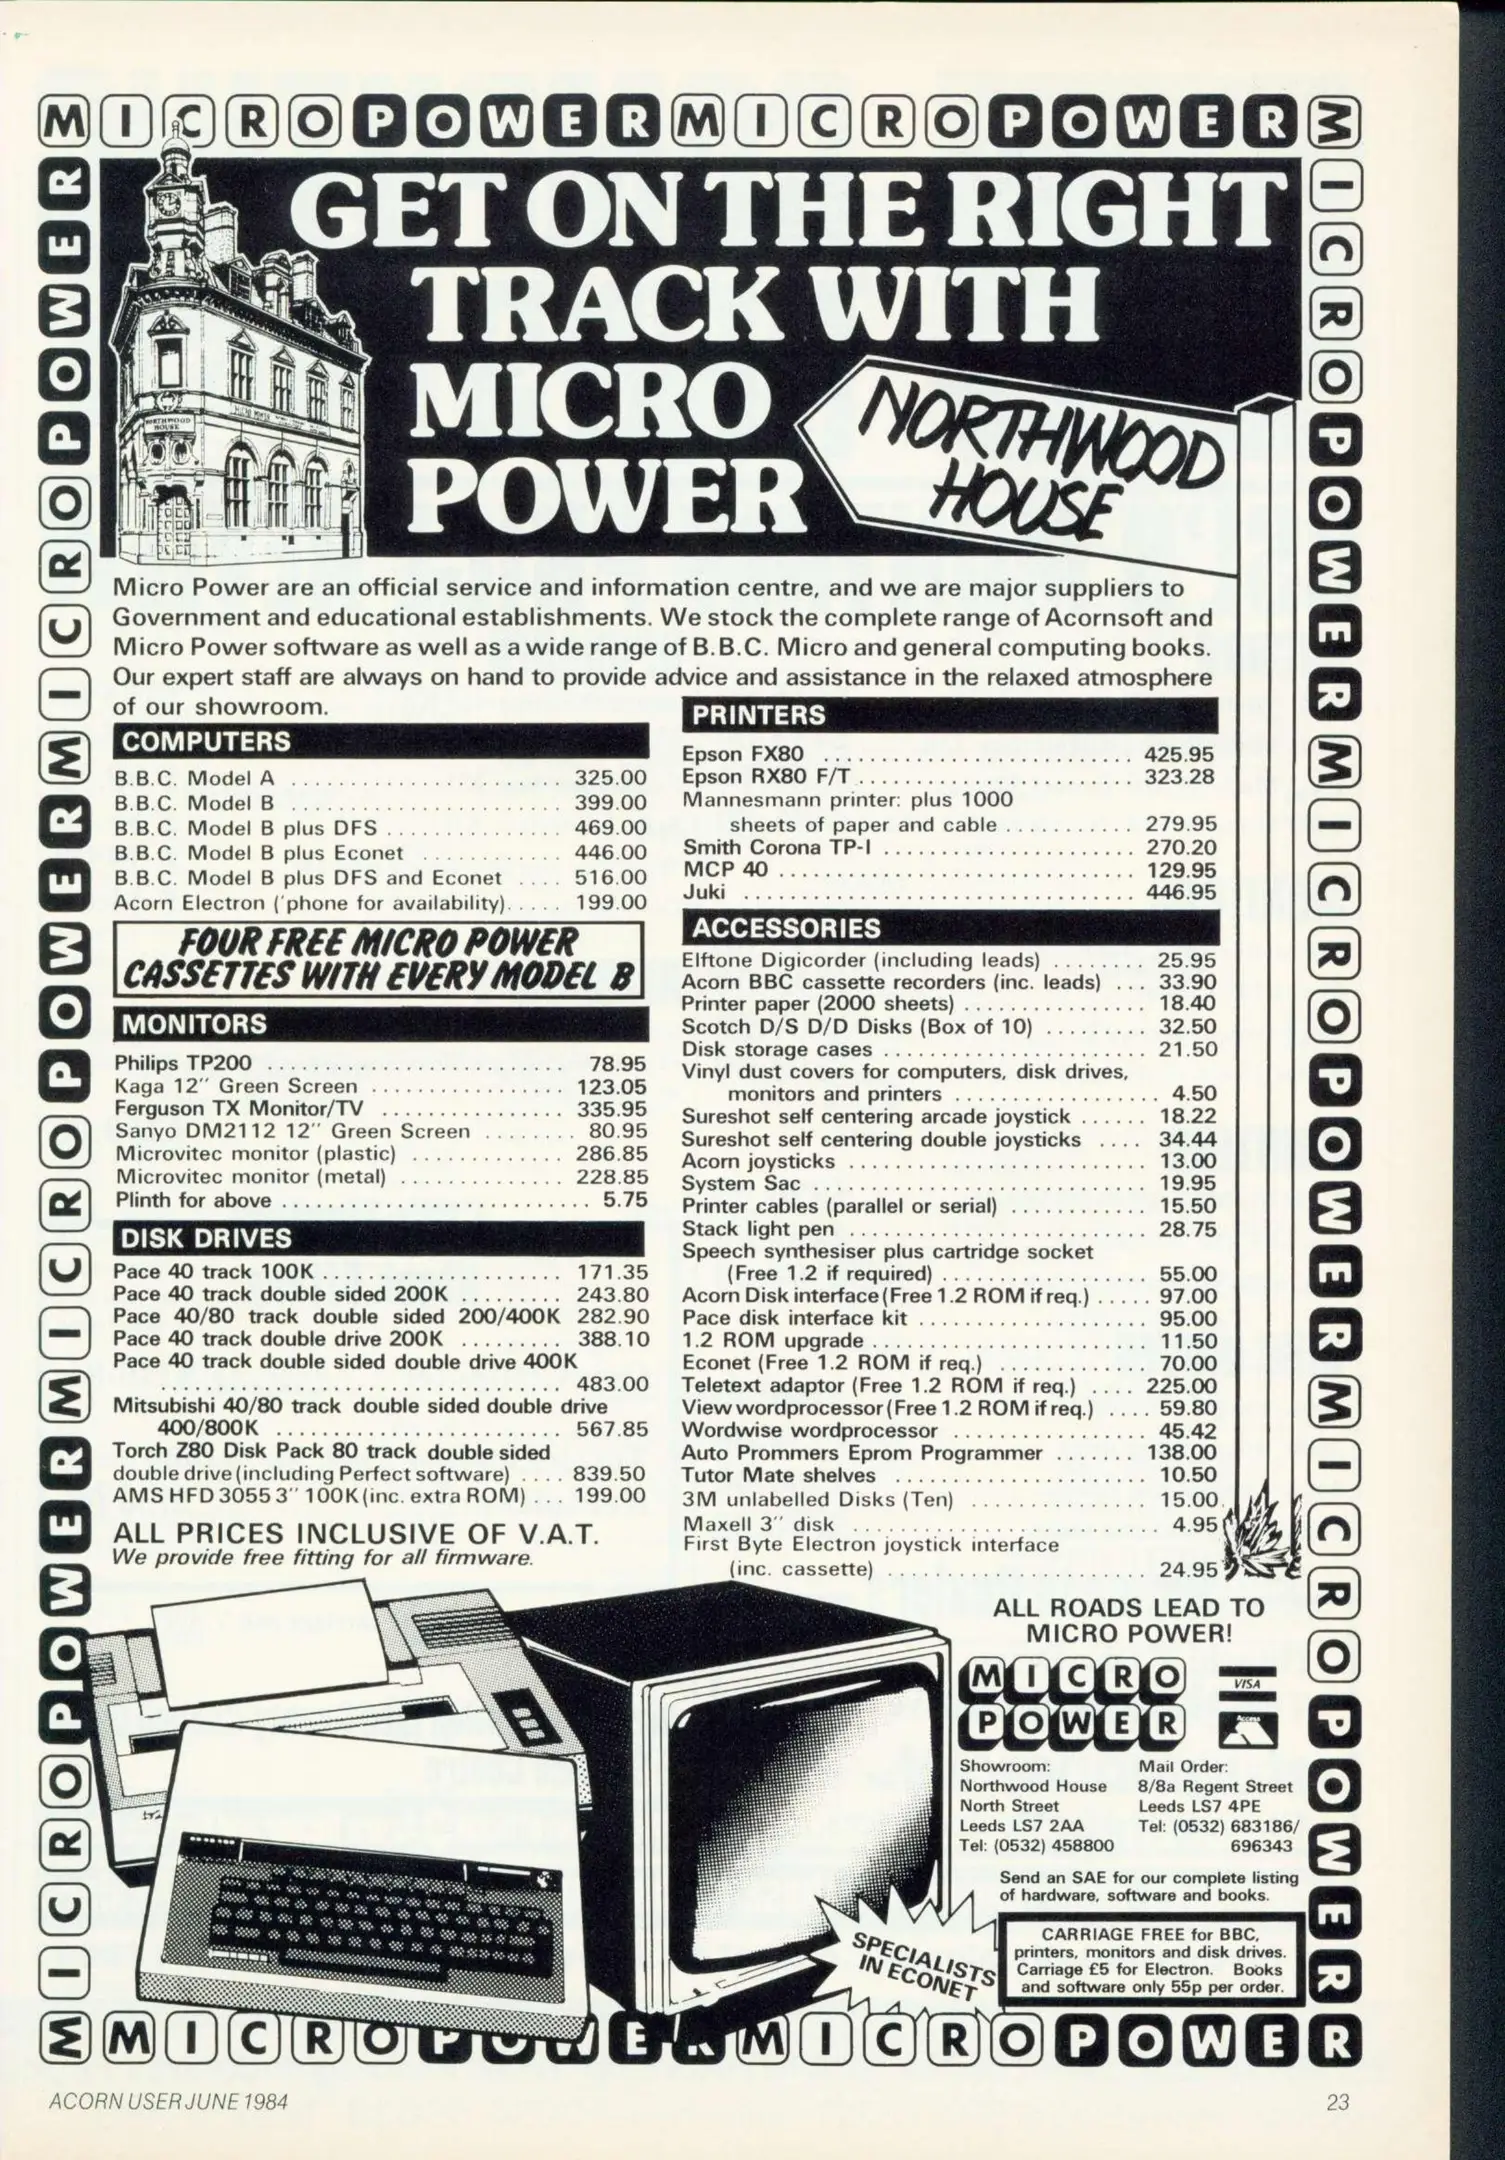 MICROPOWERMICROPOWER
MICROPOWERMICROPOWERMICROPOWER
MICROPOWERMICROPOWERMICROPOWER
GET ON THE RIGHT
TRACK WITH
MICRO
POWER
NORTHWOOD
HOUSE
NORTHWOOD
HOUSE
Micro Power are an official service and information centre, and we are major suppliers to
Government and educational establishments. We stock the complete range of Acornsoft and
Micro Power software as well as a wide range of B.B.C. Micro and general computing books.
Our expert staff are always on hand to provide advice and assistance in the relaxed atmosphere
of our showroom.
COMPUTERS
B.B.C. Model A ........................ 325.00
B.B.C. Model B ........................ 399.00
B.B.C. Model B plus DFS ................ 469.00
B.B.C. Model B plus Econet ............ 446.00
B.B.C. Model B plus DFS and Econet .... 516.00
Acorn Electron ('phone for availability)..... 199.00
FOUR FREE MICRO POWER
CASSETTES WITH EVERY MODEL B
MONITORS
Philips TP200 .......................... 78.95
Kaga 12" Green Screen ................. 123.05
Ferguson TX Monitor/TV ................ 335.95
Sanyo DM2112 12" Green Screen ........ 80.95
Microvitec monitor (plastic) ............. 286.85
Microvitec monitor (metal) .............. 228.85
Plinth for above ........................... 5.75
DISK DRIVES
Pace 40 track 100K ..................... 171.35
Pace 40 track double sided 200K ......... 243.80
Pace 40/80 track double sided 200/400K 282.90
Pace 40 track double drive 200K ......... 388.10
Pace 40 track double sided double drive 400K
................................... 483.00
Mitsubishi 40/80 track double sided double drive
400/800K ......................... 567.85
Torch Z80 Disk Pack 80 track double sided
double drive (including Perfect software) .... 839.50
AMS HFD 3055 3" 100K (inc. extra ROM) ... 199.00
ALL PRICES INCLUSIVE OF V.A.T.
We provide free fitting for all firmware.
PRINTERS
Epson FX80 ........................... 425.95
Epson RX80 F/T ........................ 323.28
Mannesmann printer: plus 1000
sheets of paper and cable ........... 279.95
Smith Corona TP-I ...................... 270.20
MCP 40 ............................... 129.95
Juki .................................. 446.95
ACCESSORIES
Elftone Digicorder (including leads) ........ 25.95
Acorn BBC cassette recorders (inc. leads) ... 33.90
Printer paper (2000 sheets) ................ 18.40
Scotch D/S D/D Disks (Box of 10) ......... 32.50
Disk storage cases ....................... 21.50
Vinyl dust covers for computers, disk drives,
monitors and printers .................. 4.50
Sureshot self centering arcade joystick ...... 18.22
Sureshot self centering double joysticks .... 34.44
Acorn joysticks .......................... 13.00
System Sac ............................. 19.95
Printer cables (parallel or serial) ............ 15.50
Stack light pen .......................... 28.75
Speech synthesiser plus cartridge socket
(Free 1.2 if required) .................. 55.00
Acorn Disk interface (Free 1.2 ROM if req.) ..... 97.00
Pace disk interface kit .................... 95.00
1.2 ROM upgrade ........................ 11.50
Econet (Free 1.2 ROM if req.) ............. 70.00
Teletext adaptor (Free 1.2 ROM if req.) .... 225.00
View wordprocessor (Free 1.2 ROM if req.) .... 59.80
Wordwise wordprocessor ................. 45.42
Auto Prommers Eprom Programmer ....... 138.00
Tutor Mate shelves ...................... 10.50
3M unlabelled Disks (Ten) ................ 15.00
Maxell 3" disk ........................... 4.95
First Byte Electron joystick interface
(inc. cassette) ....................... 24.95
ALL ROADS LEAD TO
MICRO POWER!
MICRO
POWER
VISA
Access
Showroom:
Northwood House
North Street
Leeds LS7 2AA
Tel: (0532) 458800
Mail Order:
8/8a Regent Street
Leeds LS7 4PE
Tel: (0532) 683186/
696343
Send an SAE for our complete listing
of hardware, software and books.
SPECIALISTS
IN ECONET
CARRIAGE FREE for BBC,
printers, monitors and disk drives.
Carriage £5 for Electron. Books
and software only 55p per order.
MICROPOWERMICROPOWER
ACORN USER JUNE 1984
23